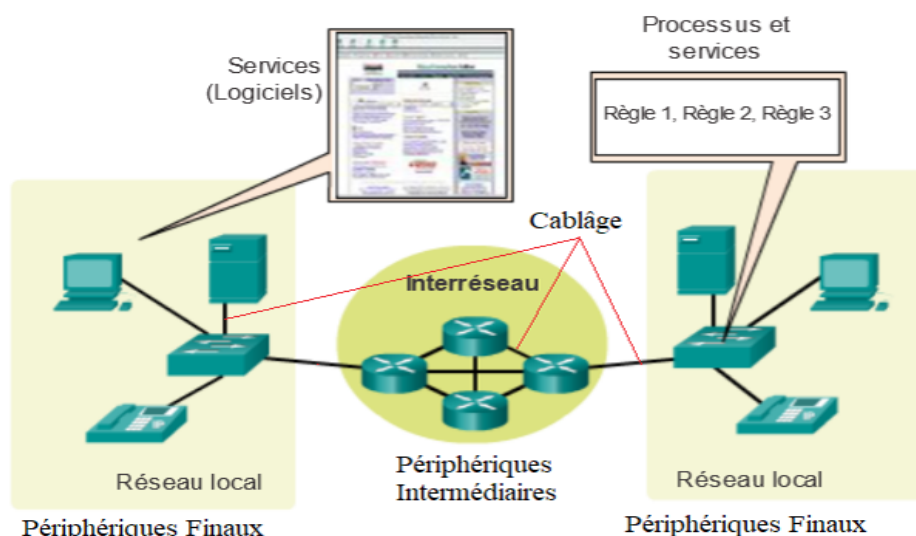 Processus et
services
Services
(Logiciels)
Règle 1, Règle 2, Règle 3
Cablâge
Interréseau
Périphériques
Intermédiaires
Réseau local
Réseau local
Périphériques Finaux
Périphériques Finaux